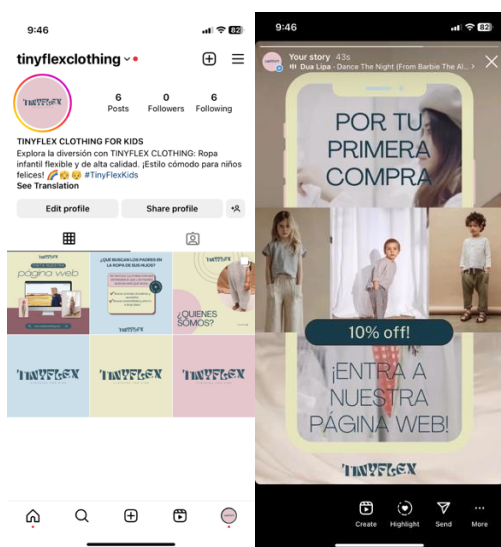 9:46
82
tinyflexclothing
TINYFLEX
6
0
6
Posts
Followers
Following
TINYFLEX CLOTHING FOR KIDS
Explora la diversión con TINYFLEX CLOTHING: Ropa
infantil flexible y de alta calidad. ¡Estilo cómodo para niños
felices! 🌈👶😊 #TinyFlexKids
See Translation
Edit profile
Share profile
TINYFLEX
página web
¿QUE BUSCAN LOS PADRES EN
LA ROPA DE SUS HIJOS?
TINYFLEX
TINYFLEX
¿QUIENES
SOMOS?
TINYFLEX
TINYFLEX
TINYFLEX
9:46
82
Your story 43s
Dua Lipa - Dance The Night (From Barbie The Al... >
POR TU
PRIMERA
COMPRA
10% off!
¡ENTRA A
NUESTRA
PÁGINA WEB!
TINYFLEX
Create
Highlight
Send
More